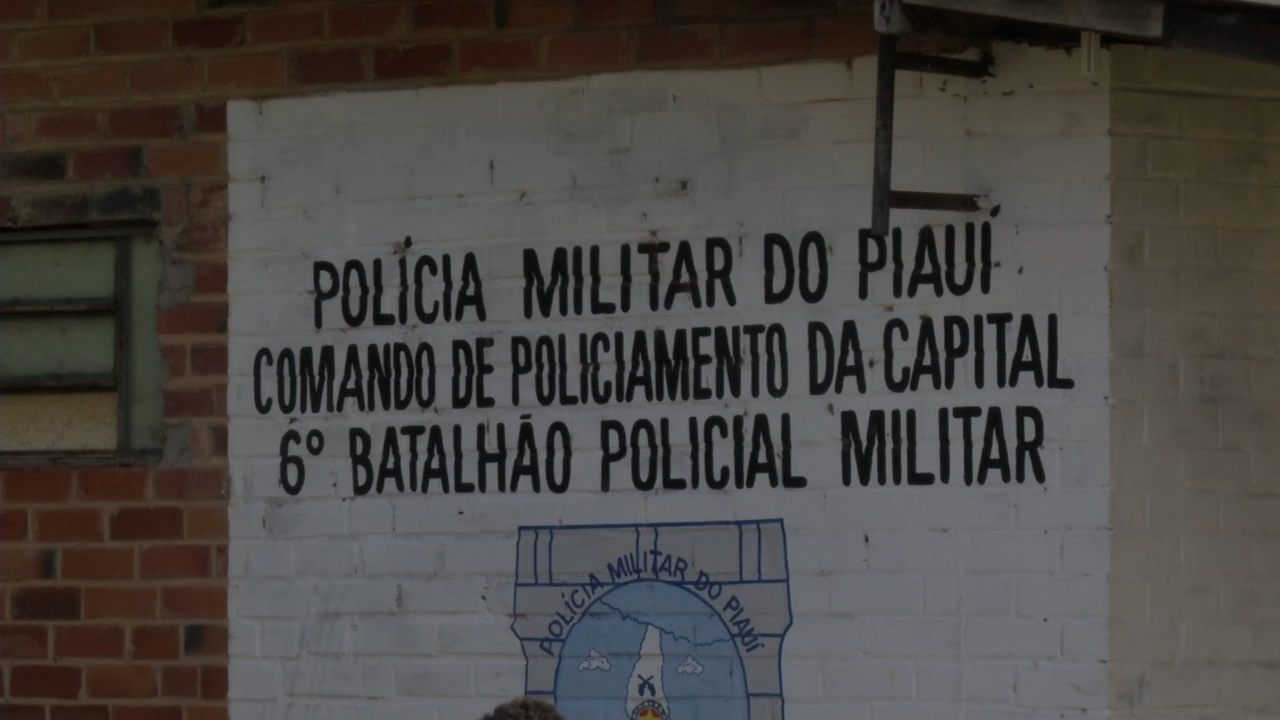 POLÍCIA MILITAR DO PIAUÍ
COMANDO DE POLICIAMENTO DA CAPITAL
6º BATALHÃO POLICIAL MILITAR
POLÍCIA MILITAR DO PIAUÍ